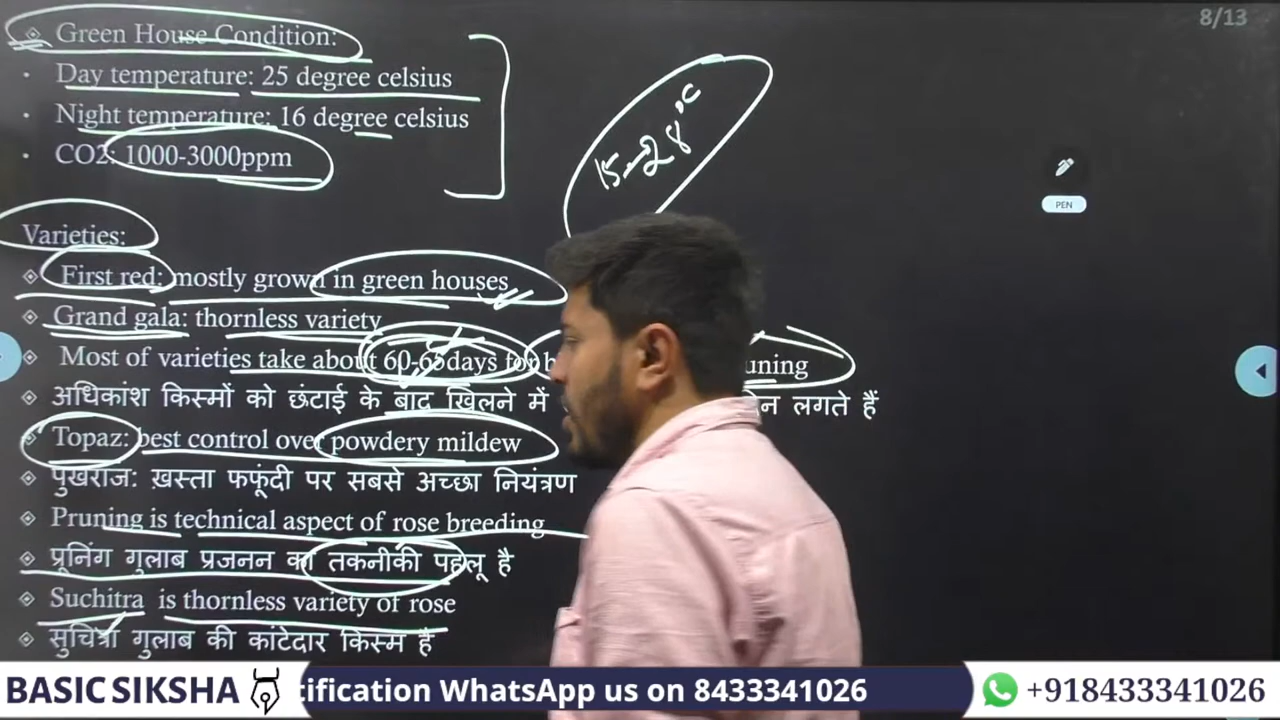 8/13
Green House Condition:
Day temperature: 25 degree celsius
Night temperature: 16 degree celsius
CO2: 1000-3000ppm
15-28°C
PEN
Varieties:
First red: mostly grown in green houses
Grand gala: thornless variety
Most of varieties take about 60-65days for b uning
अधिकांश किस्मों को छंटाई के बाद खिलने में न लगते हैं
Topaz: best control over powdery mildew
पुखराज: ख़स्ता फफूंदी पर सबसे अच्छा नियंत्रण
Pruning is technical aspect of rose breeding
प्रूनिंग गुलाब प्रजनन का तकनीकी पहलू है
Suchitra is thornless variety of rose
सुचित्रा गुलाब की कांटेदार किस्म है
BASIC SIKSHA tification WhatsApp us on 8433341026 +918433341026